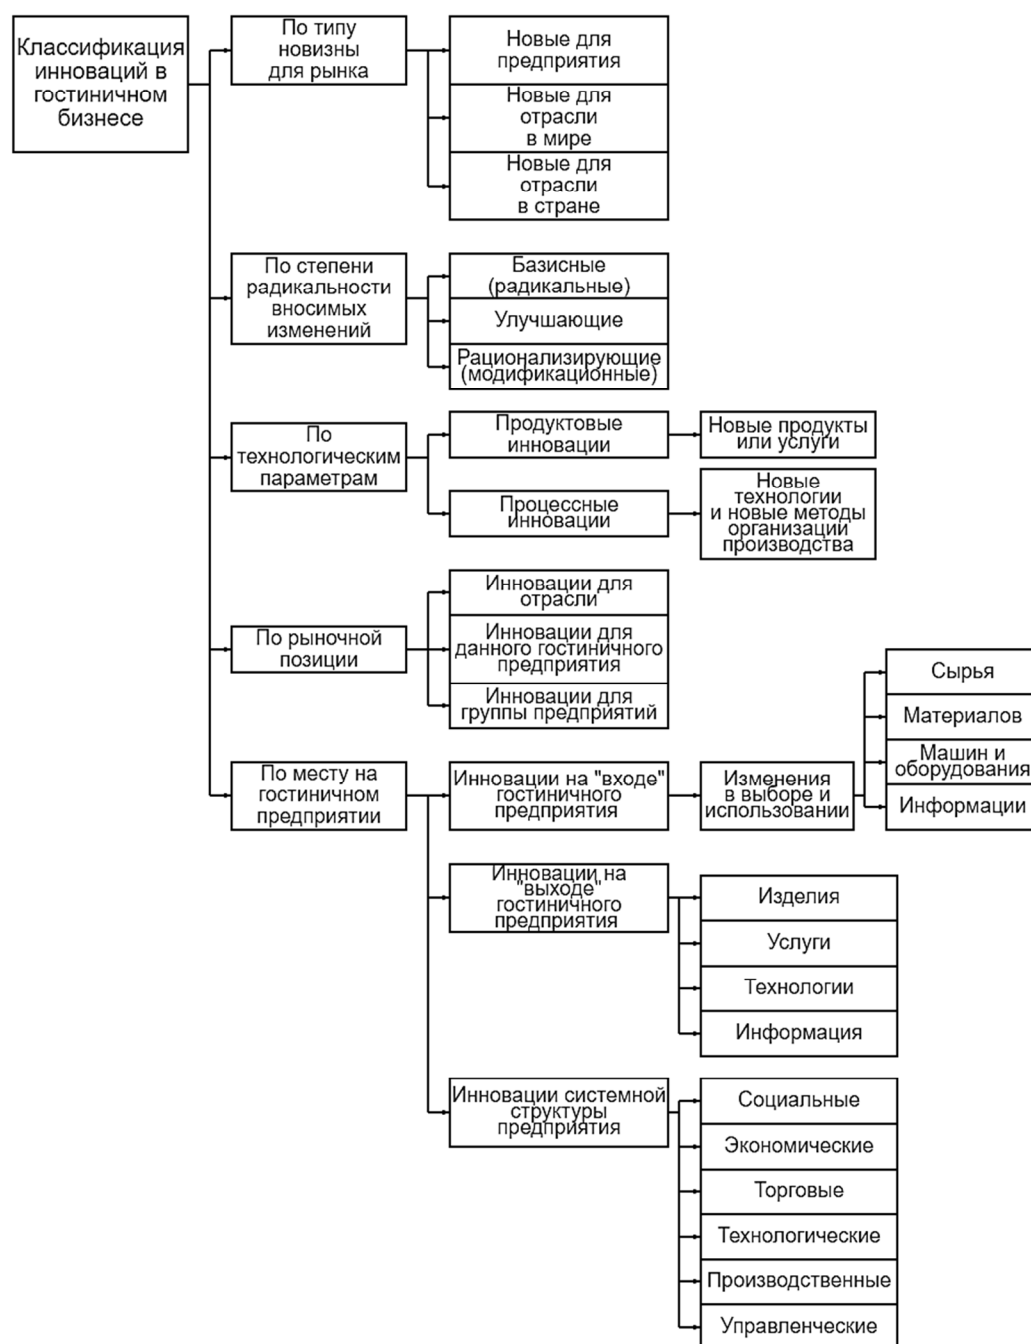 Классификация
инноваций в
гостиничном
бизнесе
По типу
новизны
для рынка
Новые для
предприятия
Новые для
отрасли
в мире
Новые для
отрасли
в стране
По степени
радикальности
вносимых
изменений
Базисные
(радикальные)
Улучшающие
Рационализирующие
(модификационные)
По
технологическим
параметрам
Продуктовые
инновации
Новые продукты
или услуги
Процессные
инновации
Новые
технологии
и новые методы
организации
производства
По рыночной
позиции
Инновации для
отрасли
Инновации для
данного гостиничного
предприятия
Инновации для
группы предприятий
По месту на
гостиничном
предприятии
Инновации на "входе"
гостиничного
предприятия
Изменения
в выборе и
использовании
Сырья
Материалов
Машин и
оборудования
Информации
Инновации на
"выходе"
гостиничного
предприятия
Изделия
Услуги
Технологии
Информация
Инновации системной
структуры
предприятия
Социальные
Экономические
Торговые
Технологические
Производственные
Управленческие